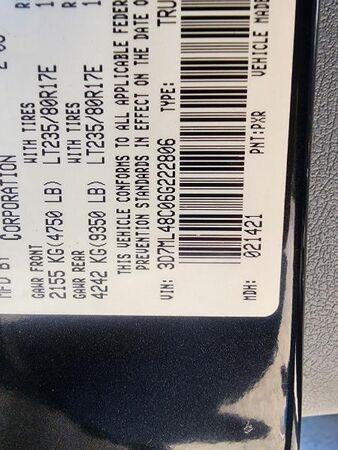 MFD BY
CORPORATION
GAWR FRONT WITH TIRES
2155 KG(4750 LB) LT235/80R17E
GAWR REAR WITH TIRES
4242 KG(9350 LB) LT235/80R17E
THIS VEHICLE CONFORMS TO ALL APPLICABLE FEDER
PREVENTION STANDARDS IN EFFECT ON THE DATE O
VIN: 3D7ML48C06G222806 TYPE: TRU
VEHICLE MADE
MDH: 021421 PNT:PXR